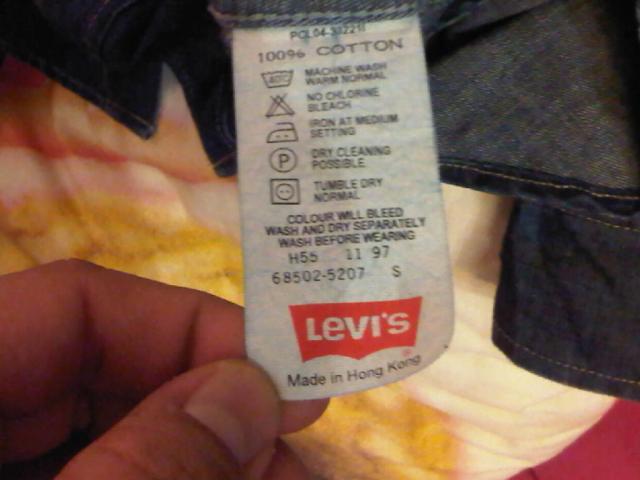 100% COTTON
40°C
MACHINE WASH
WARM NORMAL
NO CHLORINE
BLEACH
IRON AT MEDIUM
SETTING
P
DRY CLEANING
POSSIBLE
TUMBLE DRY
NORMAL
COLOUR WILL BLEED
WASH AND DRY SEPARATELY
WASH BEFORE WEARING
H55 11 97
68502-5207 S
Levi's
®
Made in Hong Kong